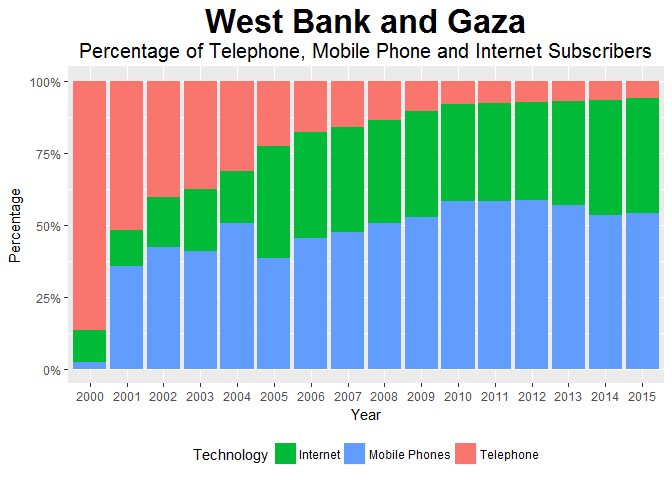 West Bank and Gaza
Percentage of Telephone, Mobile Phone and Internet Subscribers
100%
75%
50%
25%
0%
Percentage
2000 2001 2002 2003 2004 2005 2006 2007 2008 2009 2010 2011 2012 2013 2014 2015
Year
Technology Internet Mobile Phones Telephone